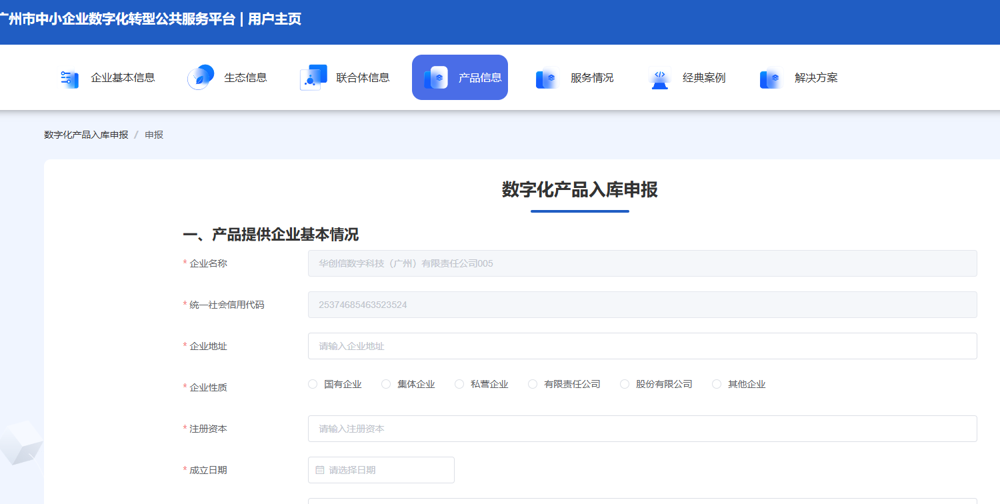 广州市中小企业数字化转型公共服务平台 | 用户主页
企业基本信息 生态信息 联合体信息 产品信息 服务情况 经典案例 解决方案
数字化产品入库申报 / 申报
数字化产品入库申报
一、产品提供企业基本情况
* 企业名称 华创信数字科技（广州）有限责任公司005
* 统一社会信用代码 25374685463523524
* 企业地址 请输入企业地址
* 企业性质 国有企业 集体企业 私营企业 有限责任公司 股份有限公司 其他企业
* 注册资本 请输入注册资本
* 成立日期 请选择日期